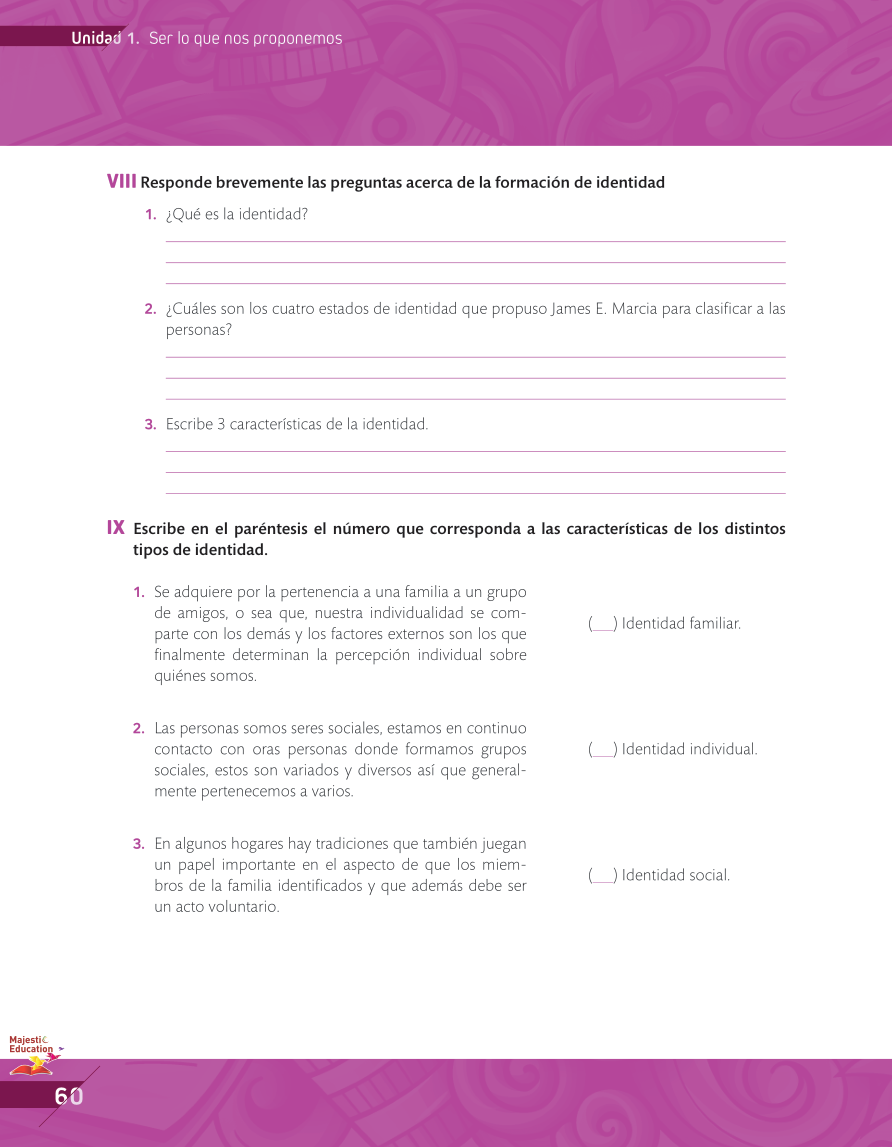 Unidad 1. Ser lo que nos proponemos
VIII Responde brevemente las preguntas acerca de la formación de identidad
1. ¿Qué es la identidad?
2. ¿Cuáles son los cuatro estados de identidad que propuso James E. Marcia para clasificar a las
personas?
3. Escribe 3 características de la identidad.
IX Escribe en el paréntesis el número que corresponda a las características de los distintos
tipos de identidad.
1. Se adquiere por la pertenencia a una familia a un grupo
de amigos, o sea que, nuestra individualidad se com-
parte con los demás y los factores externos son los que
finalmente determinan la percepción individual sobre
quiénes somos.
(___) Identidad familiar.
2. Las personas somos seres sociales, estamos en continuo
contacto con oras personas donde formamos grupos
sociales, estos son variados y diversos así que general-
mente pertenecemos a varios.
(___) Identidad individual.
3. En algunos hogares hay tradiciones que también juegan
un papel importante en el aspecto de que los miem-
bros de la familia identificados y que además debe ser
un acto voluntario.
(___) Identidad social.
Majestic
Education
60